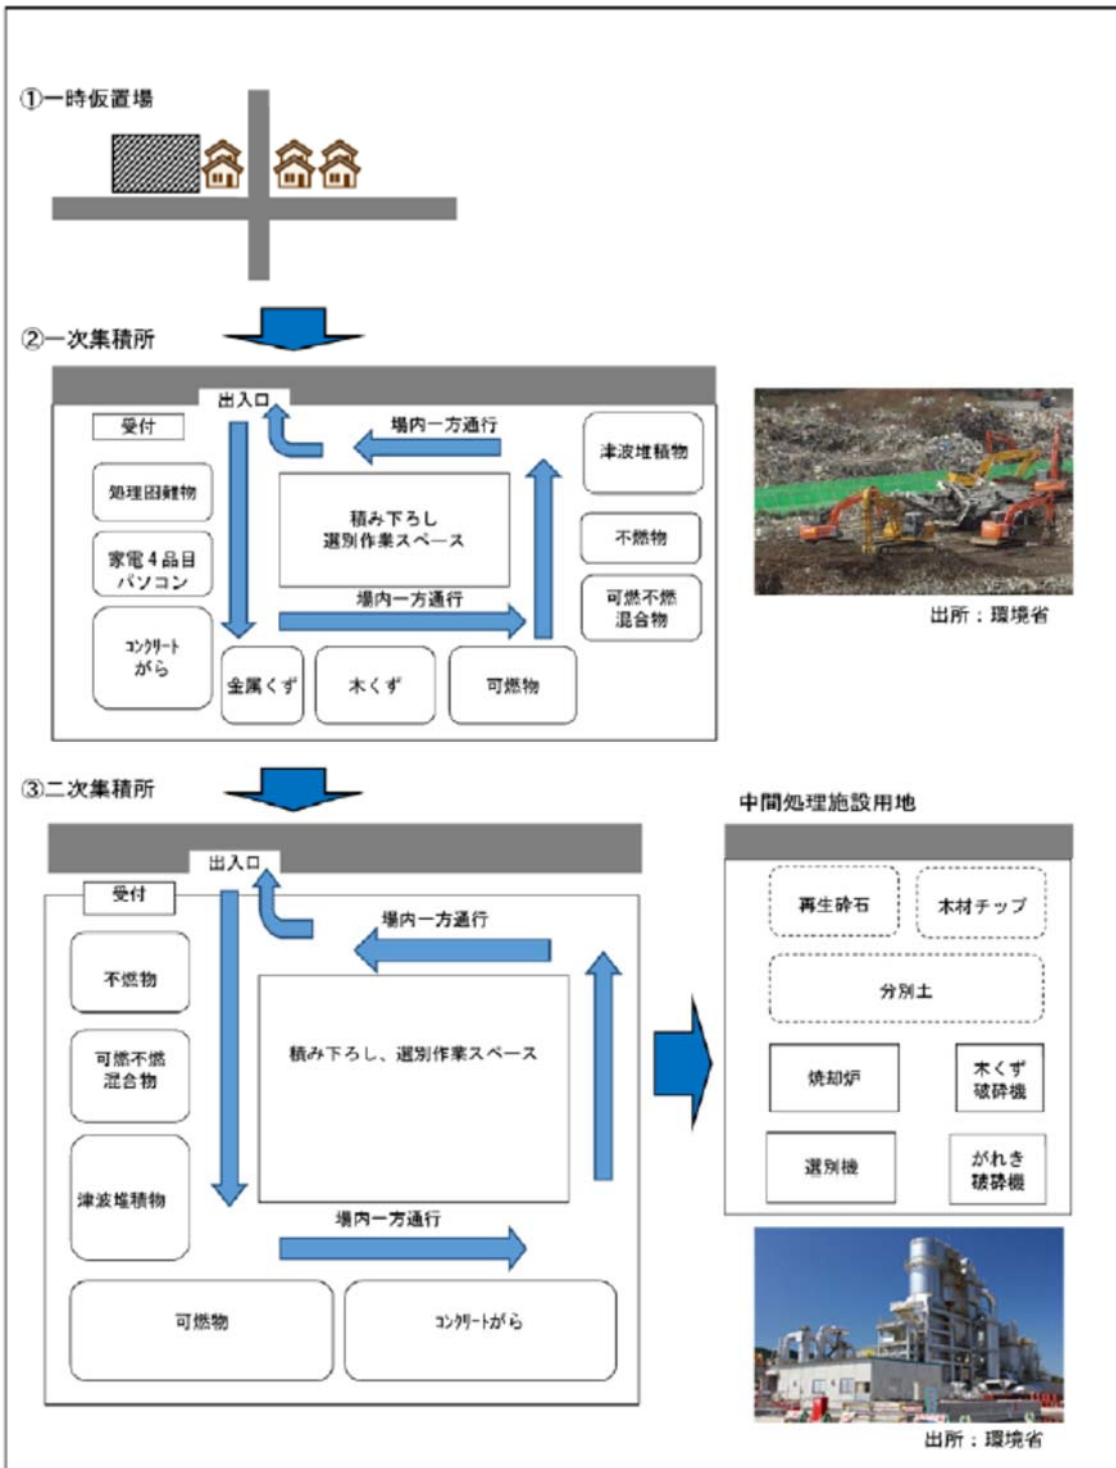 ①一時仮置場
②一次集積所
出入口
受付
場内一方通行
津波堆積物
処理困難物
積み下ろし
選別作業スペース
不燃物
家電4品目
パソコン
場内一方通行
可燃不燃
混合物
出所:環境省
コンクリート
がら
金属くず
木くず
可燃物
③二次集積所
中間処理施設用地
出入口
受付
場内一方通行
再生砕石
木材チップ
不燃物
分別土
可燃不燃
混合物
積み下ろし、選別作業スペース
焼却炉
木くず
破砕機
津波堆積物
選別機
がれき
破砕機
場内一方通行
可燃物
コンクリートがら
出所:環境省